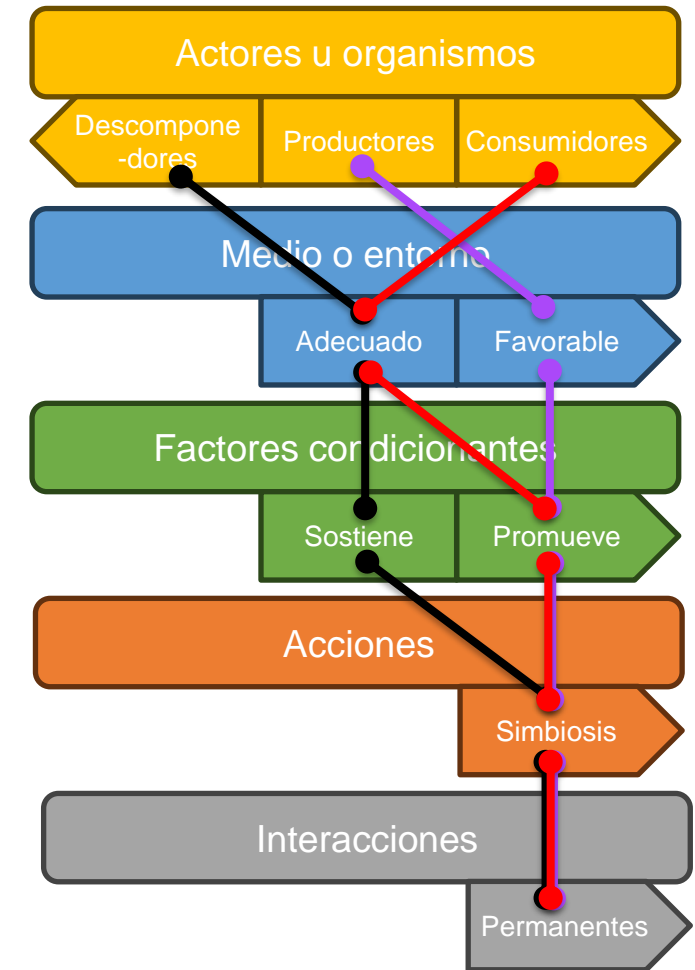 Actores u organismos
Descompone
-dores
Productores
Consumidores
Medio o entorno
Adecuado
Favorable
Factores condicionantes
Sostiene
Promueve
Acciones
Simbiosis
Interacciones
Permanentes